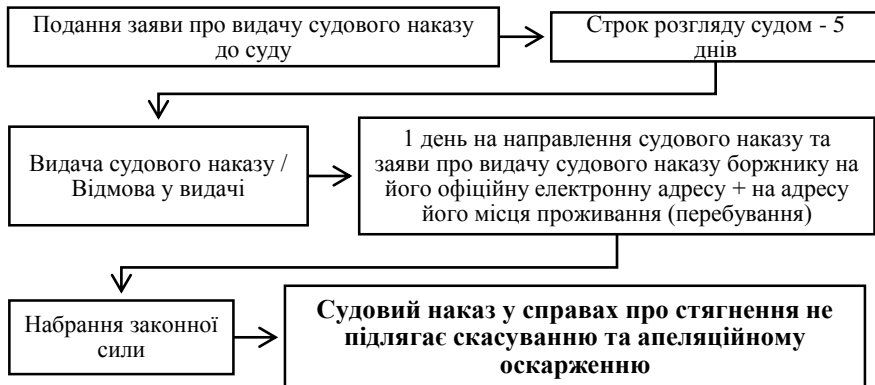 Подання заяви про видачу судового наказу
до суду
Строк розгляду судом - 5
днів
Видача судового наказу /
Відмова у видачі
1 день на направлення судового наказу та
заяви про видачу судового наказу боржнику на
його офіційну електронну адресу + на адресу
його місця проживання (перебування)
Набрання законної
сили
Судовий наказ у справах про стягнення не
підлягає скасуванню та апеляційному
оскарженню